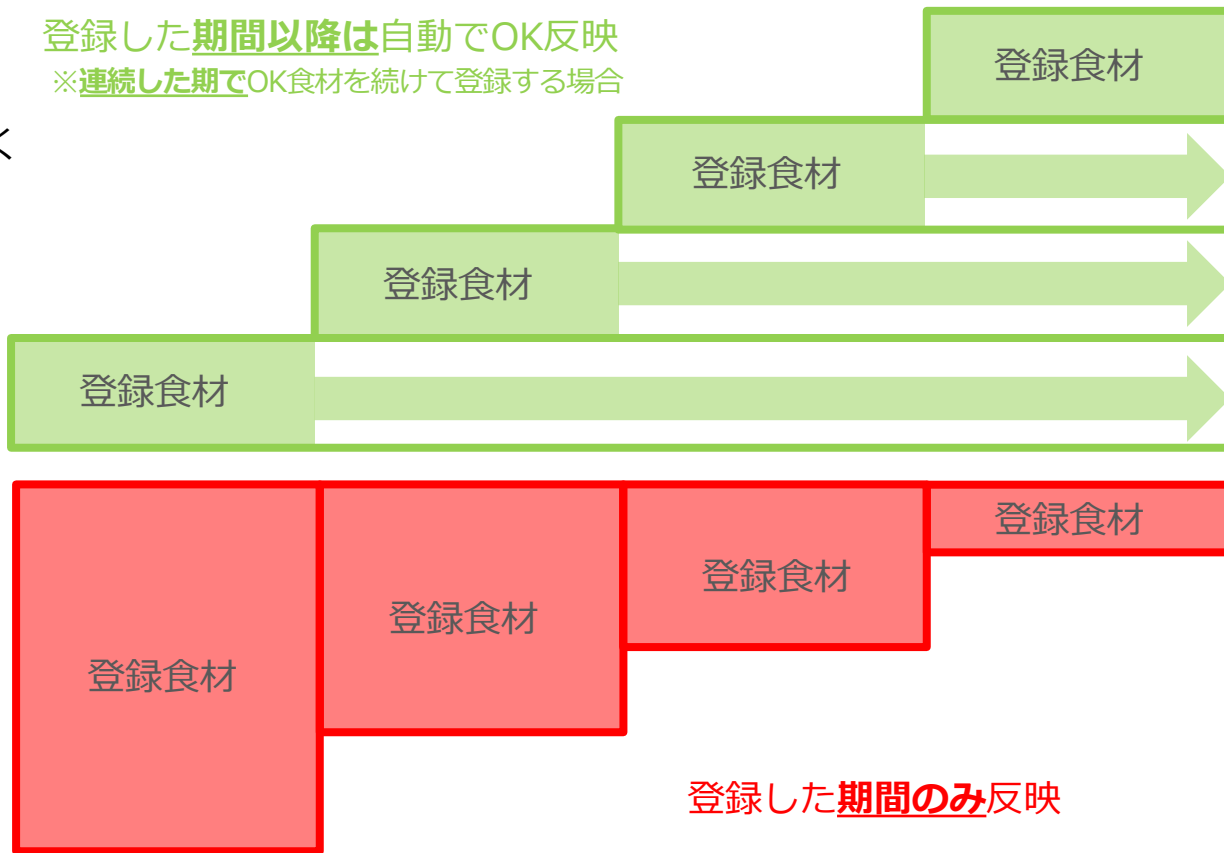 登録した期間以降は自動でOK反映
※連続した期でOK食材を続けて登録する場合
く
登録食材
登録食材
登録食材
登録食材
登録食材
登録食材
登録食材
登録食材
登録した期間のみ反映